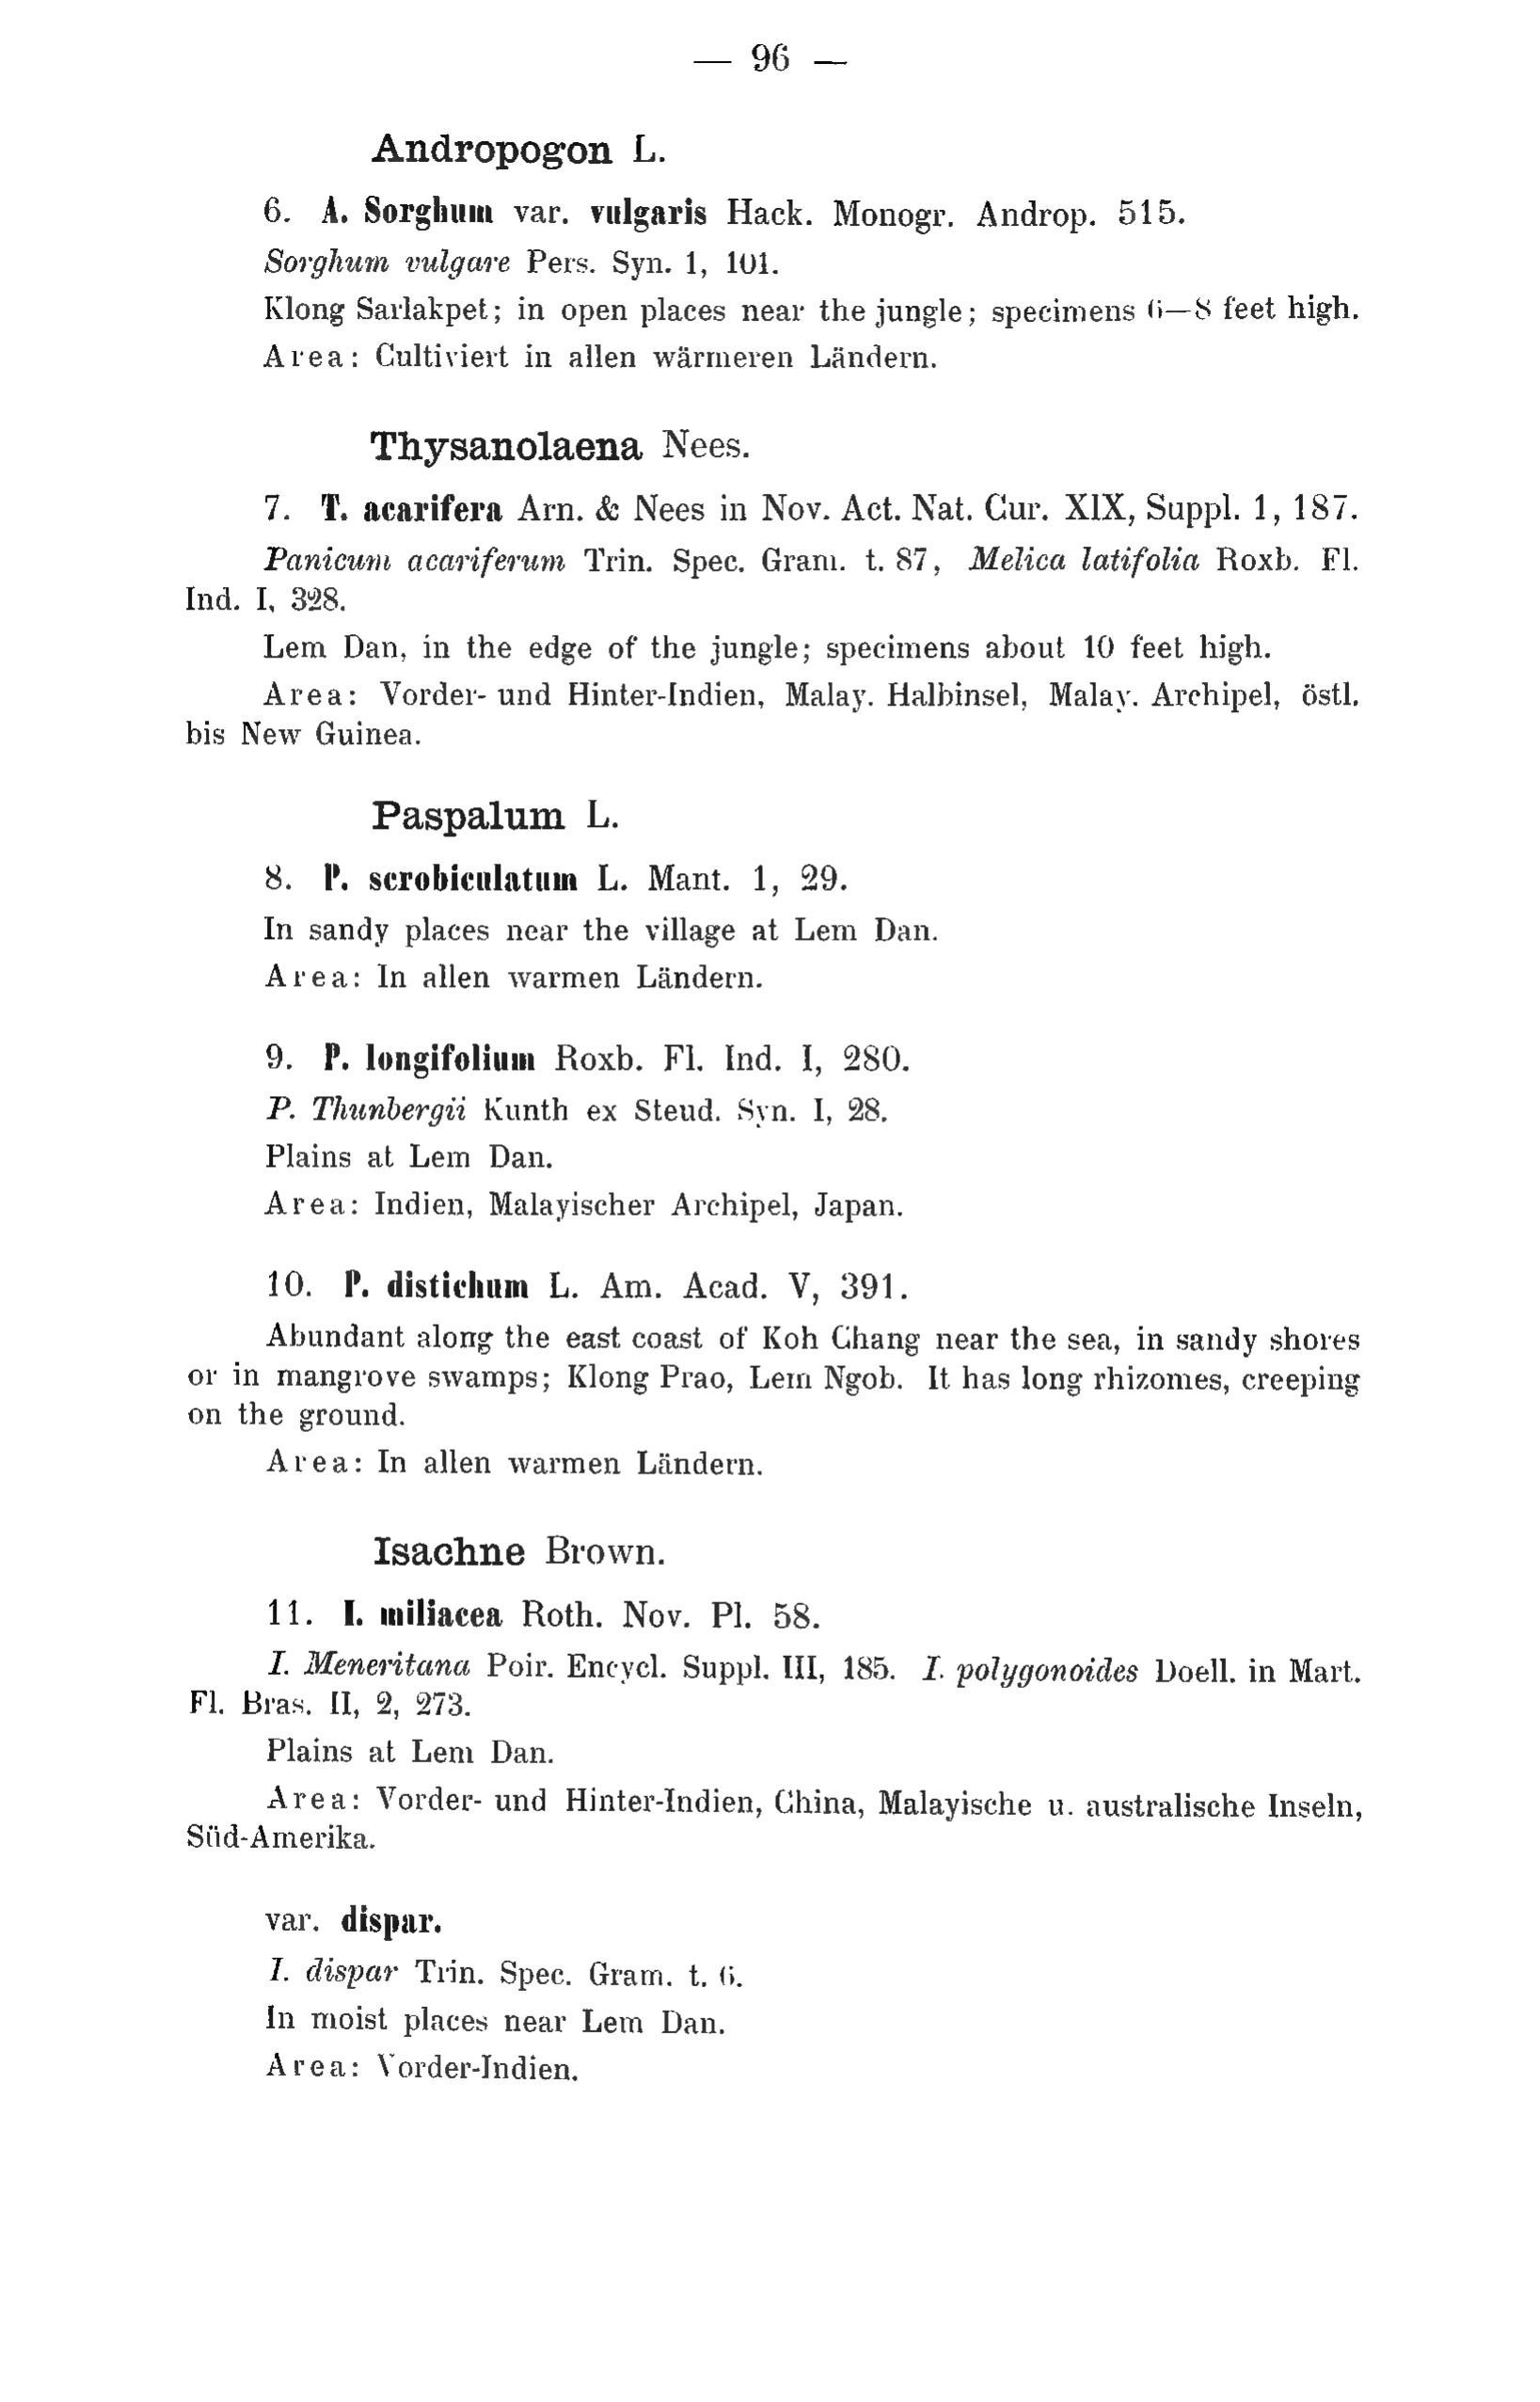 — 96 —
Andropogon L.
6. A. Sorghum var. vulgaris Hack. Monogr. Androp. 515.
Sorghum vulgare Pers. Syn. 1, 101.
Klong Sarlakpet; in open places near the jungle; specimens 6—8 feet high.
Area: Cultiviert in allen wärmeren Ländern.
Thysanolaena Nees.
7. T. acarifera Arn. & Nees in Nov. Act. Nat. Cur. XIX, Suppl. 1, 187.
Panicum acariferum Trin. Spec. Gram. t. 87, Melica latifolia Roxb. Fl.
Ind. I, 328.
Lem Dan, in the edge of the jungle; specimens about 10 feet high.
Area: Vorder- und Hinter-Indien, Malay. Halbinsel, Malay. Archipel, östl.
bis New Guinea.
Paspalum L.
8. P. scrobiculatum L. Mant. 1, 29.
In sandy places near the village at Lem Dan.
Area: In allen warmen Ländern.
9. P. longifolium Roxb. Fl. Ind. I, 280.
P. Thunbergii Kunth ex Steud. Syn. I, 28.
Plains at Lem Dan.
Area: Indien, Malayischer Archipel, Japan.
10. P. distichum L. Am. Acad. V, 391.
Abundant along the east coast of Koh Chang near the sea, in sandy shores
or in mangrove swamps; Klong Prao, Lem Ngob. It has long rhizomes, creeping
on the ground.
Area: In allen warmen Ländern.
Isachne Brown.
11. I. miliacea Roth. Nov. Pl. 58.
I. Meneritana Poir. Encycl. Suppl. III, 185. I. polygonoides Doell. in Mart.
Fl. Bras. II, 2, 273.
Plains at Lem Dan.
Area: Vorder- und Hinter-Indien, China, Malayische u. australische Inseln,
Süd-Amerika.
var. dispar.
I. dispar Trin. Spec. Gram. t. 6.
In moist places near Lem Dan.
Area: Vorder-Indien.